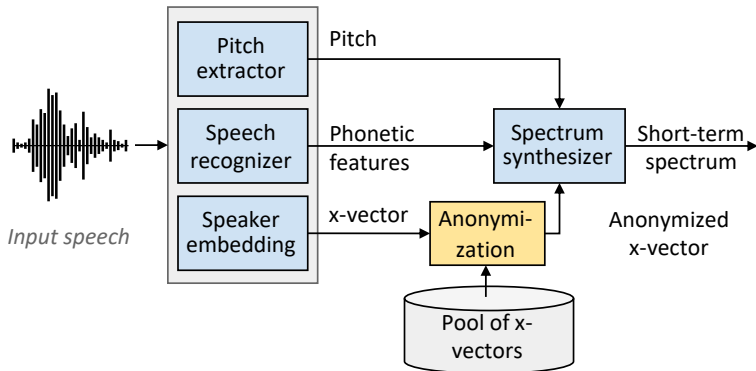 Pitch
extractor
Pitch
Speech
recognizer
Phonetic
features
Spectrum
synthesizer
Short-term
spectrum
Input speech
Speaker
embedding
x-vector
Anonymi-
zation
Anonymized
x-vector
Pool of x-
vectors